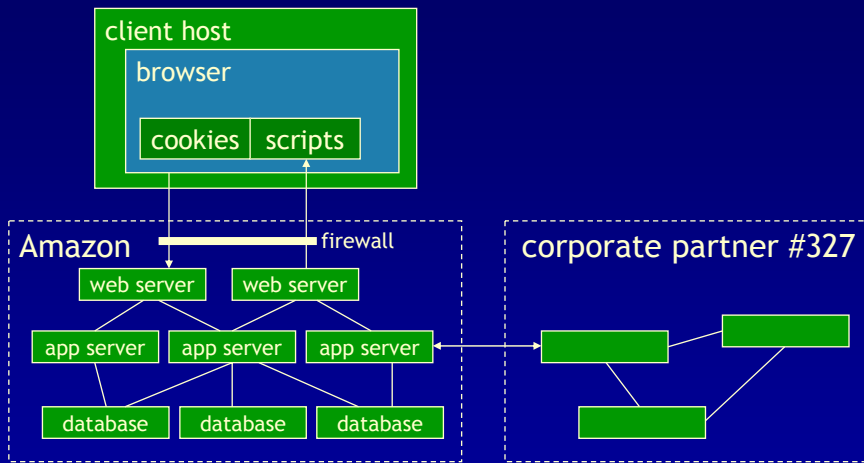 client host
browser
cookies scripts
firewall
Amazon
corporate partner #327
web server web server
app server app server app server
database database database